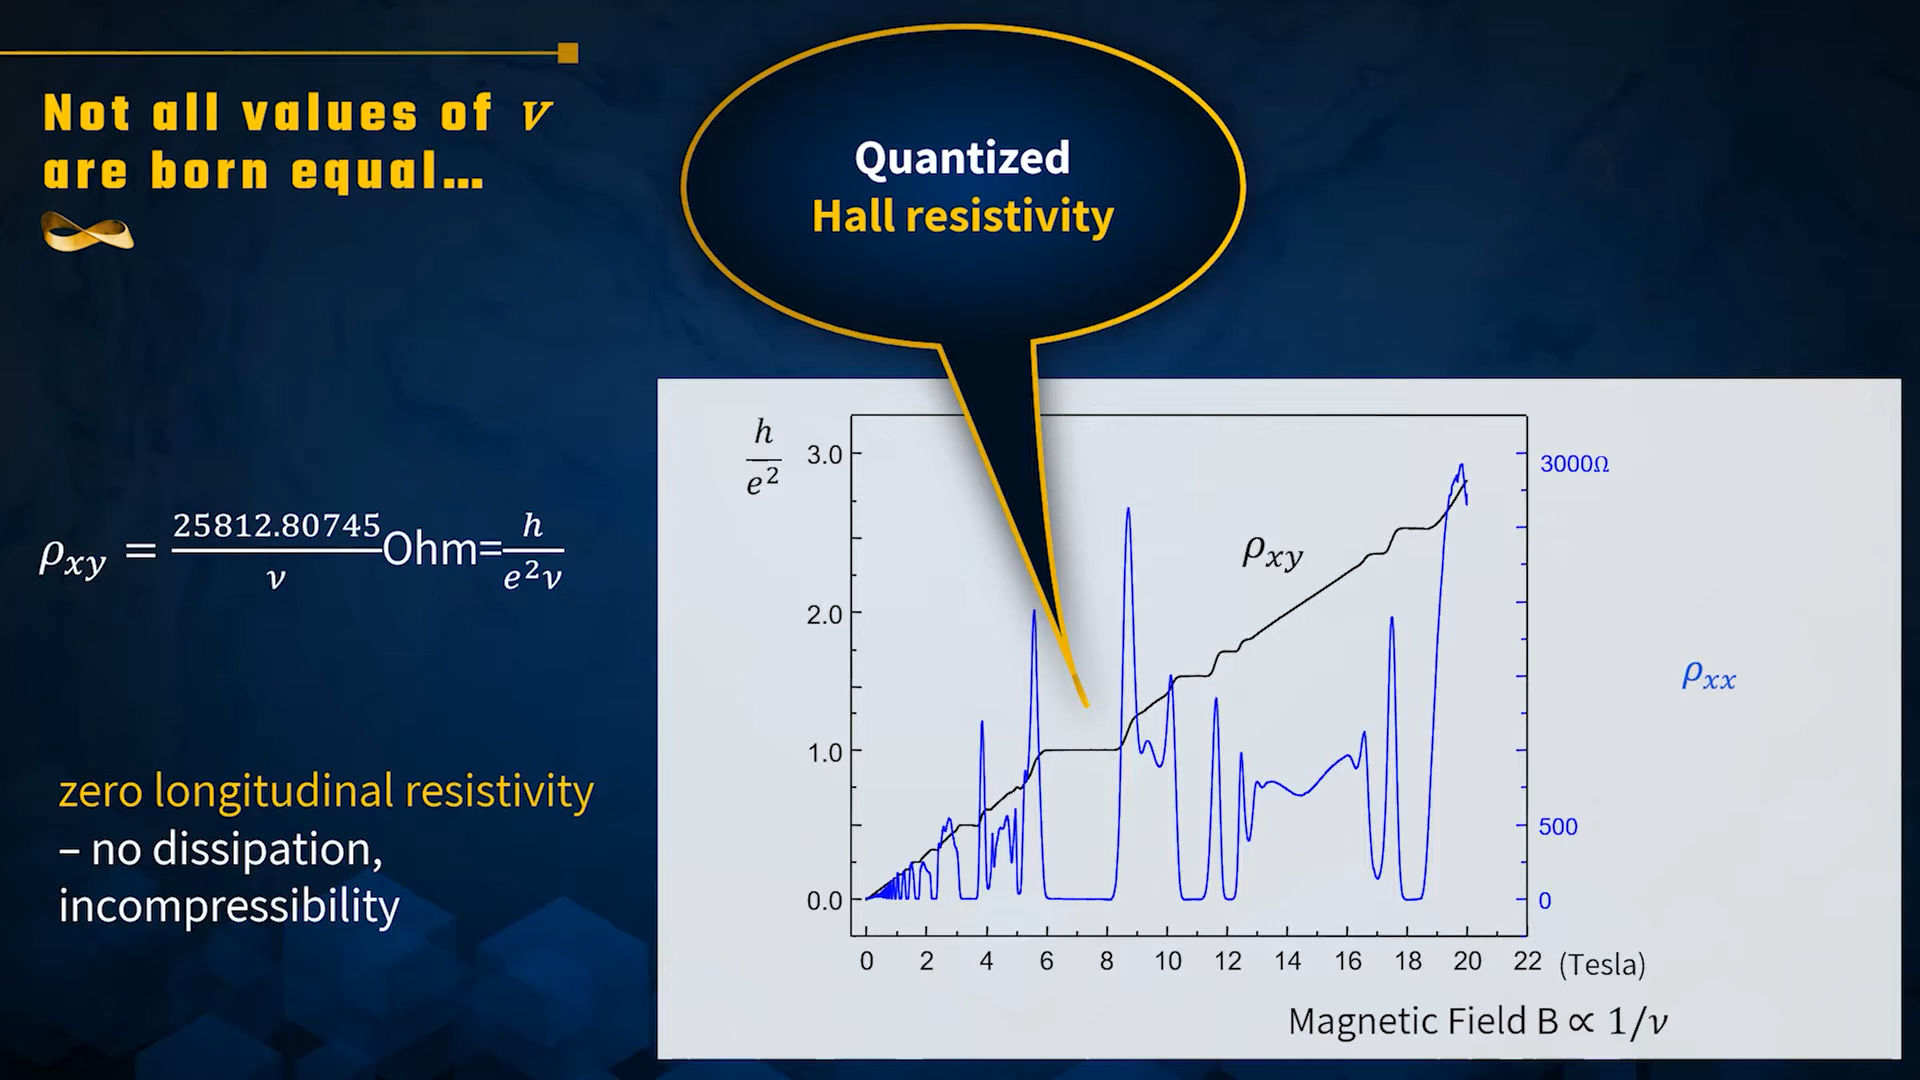 Not all values of ν
are born equal...
Quantized
Hall resistivity
ρxy = 25812.80745/ν Ohm= h/e²ν
zero longitudinal resistivity
– no dissipation,
incompressibility
h/e²
3.0
2.0
1.0
0.0
ρxy
3000Ω
500
0
ρxx
0 2 4 6 8 10 12 14 16 18 20 22 (Tesla)
Magnetic Field B ∝ 1/ν